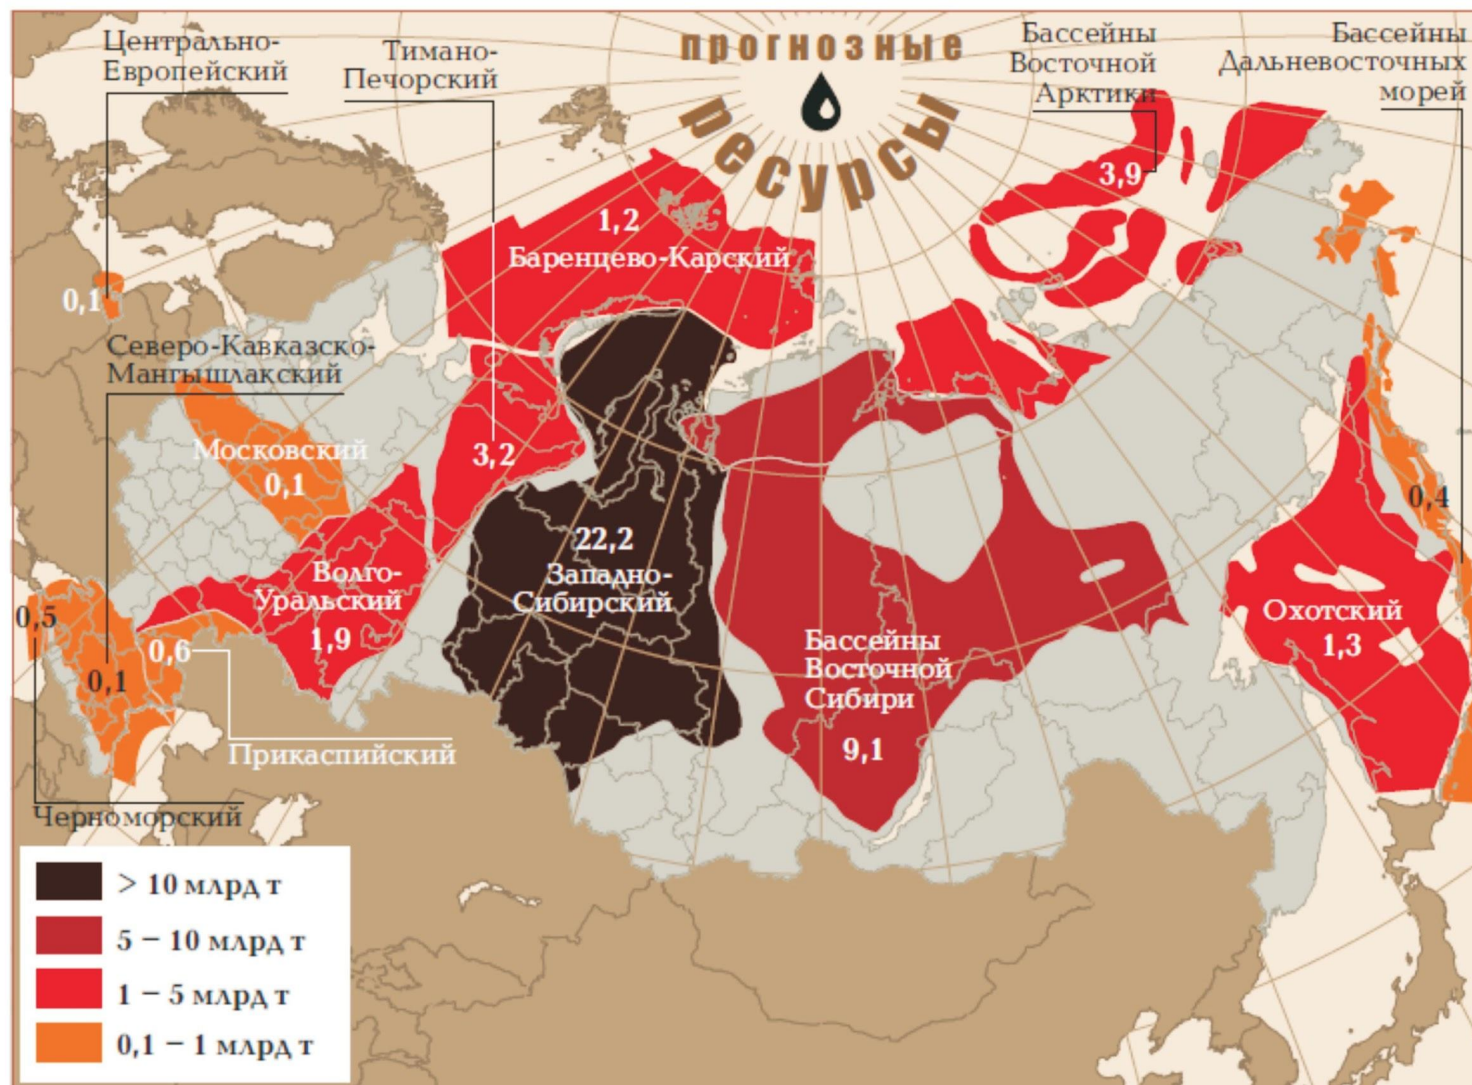 прогнозные
ресурсы
Центрально-
Европейский
Тимано-
Печорский
Бассейны
Восточной
Арктики
Бассейны
Дальневосточных
морей
3,9
1,2
Баренцево-Карский
0,1
Северо-Кавказско-
Мангышлакский
Московский
0,1
3,2
0,4
22,2
Западно-
Сибирский
Волго-
Уральский
1,9
Охотский
1,3
0,5
0,6
0,1
Бассейны
Восточной
Сибири
9,1
Прикаспийский
Черноморский
> 10 млрд т
5 – 10 млрд т
1 – 5 млрд т
0,1 – 1 млрд т